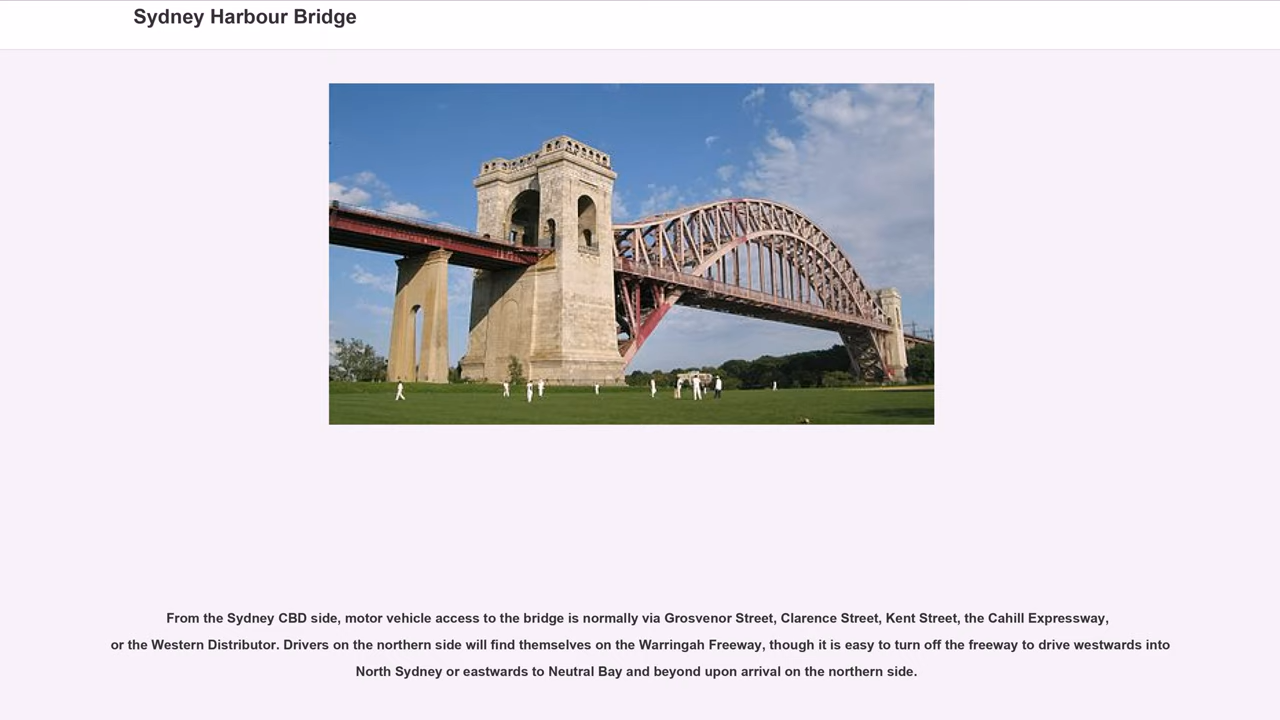 Sydney Harbour Bridge
From the Sydney CBD side, motor vehicle access to the bridge is normally via Grosvenor Street, Clarence Street, Kent Street, the Cahill Expressway,
or the Western Distributor. Drivers on the northern side will find themselves on the Warringah Freeway, though it is easy to turn off the freeway to drive westwards into
North Sydney or eastwards to Neutral Bay and beyond upon arrival on the northern side.